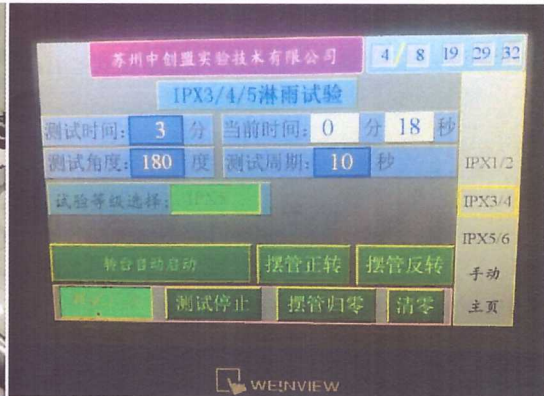 苏州中创盟实验技术有限公司 4/ 8 19 29 32
IPX3/4/5淋雨试验
测试时间: 3 分 当前时间: 0 分 18 秒
测试角度: 180 度 测试周期: 10 秒
IPX1/2
试验等级选择:
IPX3/4
IPX5/6
转台自动启动 摆管正转 摆管反转
手动
测试停止 摆管归零 清零
主页
WEINVIEW